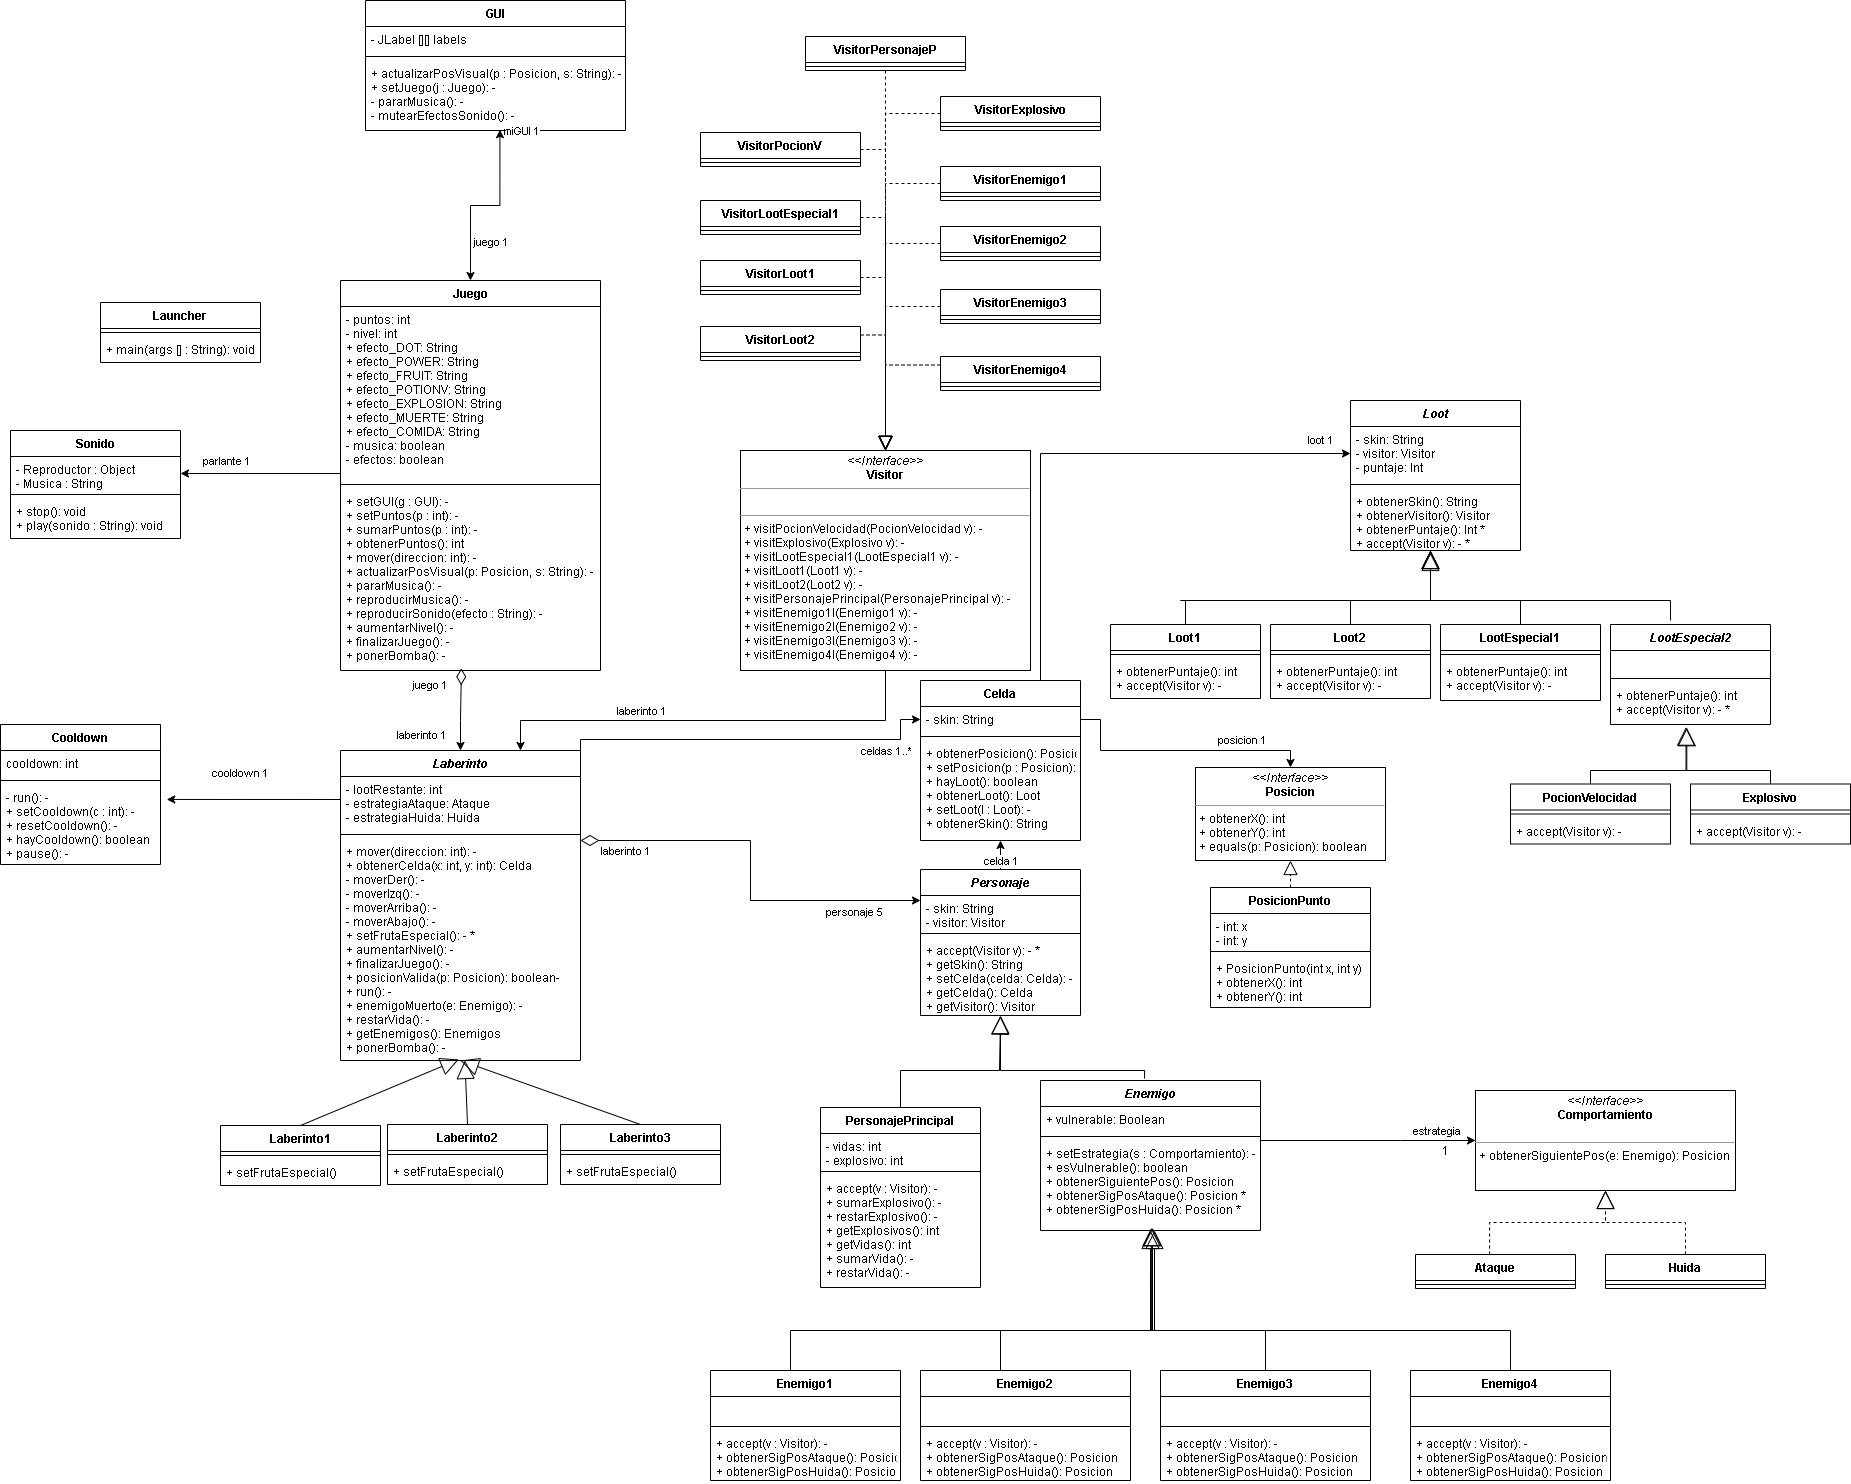 GUI
- JLabel [][] labels
+ actualizarPosVisual(p : Posicion, s: String): -
+ setJuego(j : Juego): -
- pararMusica(): -
- mutearEfectosSonido(): -
miGUI 1
juego 1
VisitorPersonajeP
VisitorExplosivo
VisitorPocionV
VisitorEnemigo1
VisitorLootEspecial1
VisitorEnemigo2
VisitorLoot1
VisitorEnemigo3
VisitorLoot2
VisitorEnemigo4
Launcher
+ main(args [] : String): void
Juego
- puntos: int
- nivel: int
+ efecto_DOT: String
+ efecto_POWER: String
+ efecto_FRUIT: String
+ efecto_POTIONV: String
+ efecto_EXPLOSION: String
+ efecto_MUERTE: String
+ efecto_COMIDA: String
- musica: boolean
- efectos: boolean
+ setGUI(g : GUI): -
+ setPuntos(p : int): -
+ sumarPuntos(p : int): -
+ obtenerPuntos(): int
+ mover(direccion: int): -
+ actualizarPosVisual(p: Posicion, s: String): -
+ pararMusica(): -
+ reproducirMusica(): -
+ reproducirSonido(efecto : String): -
+ aumentarNivel(): -
+ finalizarJuego(): -
+ ponerBomba(): -
Sonido
- Reproductor : Object
- Musica : String
+ stop(): void
+ play(sonido : String): void
parlante 1
<<Interface>>
Visitor
+ visitPocionVelocidad(PocionVelocidad v): -
+ visitExplosivo(Explosivo v): -
+ visitLootEspecial1(LootEspecial1 v): -
+ visitLoot1(Loot1 v): -
+ visitLoot2(Loot2 v): -
+ visitPersonajePrincipal(PersonajePrincipal v): -
+ visitEnemigo1l(Enemigo1 v): -
+ visitEnemigo2l(Enemigo2 v): -
+ visitEnemigo3l(Enemigo3 v): -
+ visitEnemigo4l(Enemigo4 v): -
loot 1
Loot
- skin: String
- visitor: Visitor
- puntaje: Int
+ obtenerSkin(): String
+ obtenerVisitor(): Visitor
+ obtenerPuntaje(): Int *
+ accept(Visitor v): - *
Loot1
+ obtenerPuntaje(): int
+ accept(Visitor v): -
Loot2
+ obtenerPuntaje(): int
+ accept(Visitor v): -
LootEspecial1
+ obtenerPuntaje(): int
+ accept(Visitor v): -
LootEspecial2
+ obtenerPuntaje(): int
+ accept(Visitor v): - *
PocionVelocidad
+ accept(Visitor v): -
Explosivo
+ accept(Visitor v): -
juego 1
laberinto 1
laberinto 1
celdas 1..*
Cooldown
cooldown: int
- run(): -
+ setCooldown(c : int): -
+ resetCooldown(): -
+ hayCooldown(): boolean
+ pause(): -
cooldown 1
Laberinto
- lootRestante: int
- estrategiaAtaque: Ataque
- estrategiaHuida: Huida
+ mover(direccion: int): -
+ obtenerCelda(x: int, y: int): Celda
- moverDer(): -
- moverIzq(): -
- moverArriba(): -
- moverAbajo(): -
+ setFrutaEspecial(): - *
+ aumentarNivel(): -
+ finalizarJuego(): -
+ posicionValida(p: Posicion): boolean-
+ run(): -
+ enemigoMuerto(e: Enemigo): -
+ restarVida(): -
+ getEnemigos(): Enemigos
+ ponerBomba(): -
laberinto 1
personaje 5
Celda
- skin: String
+ obtenerPosicion(): Posici
+ setPosicion(p : Posicion):
+ hayLoot(): boolean
+ obtenerLoot(): Loot
+ setLoot(l : Loot): -
+ obtenerSkin(): String
posicion 1
<<Interface>>
Posicion
+ obtenerX(): int
+ obtenerY(): int
+ equals(p: Posicion): boolean
PosicionPunto
- int: x
- int: y
+ PosicionPunto(int x, int y)
+ obtenerX(): int
+ obtenerY(): int
celda 1
Personaje
- skin: String
- visitor: Visitor
+ accept(Visitor v): - *
+ getSkin(): String
+ setCelda(celda: Celda): -
+ getCelda(): Celda
+ getVisitor(): Visitor
Laberinto1
+ setFrutaEspecial()
Laberinto2
+ setFrutaEspecial()
Laberinto3
+ setFrutaEspecial()
PersonajePrincipal
- vidas: int
- explosivo: int
+ accept(v : Visitor): -
+ sumarExplosivo(): -
+ restarExplosivo(): -
+ getExplosivos(): int
+ getVidas(): int
+ sumarVida(): -
+ restarVida(): -
Enemigo
+ vulnerable: Boolean
+ setEstrategia(s : Comportamiento): -
+ esVulnerable(): boolean
+ obtenerSiguientePos(): Posicion
+ obtenerSigPosAtaque(): Posicion *
+ obtenerSigPosHuida(): Posicion *
estrategia
1
<<Interface>>
Comportamiento
+ obtenerSiguientePos(e: Enemigo): Posicion
Ataque
Huida
Enemigo1
+ accept(v : Visitor): -
+ obtenerSigPosAtaque(): Posici
+ obtenerSigPosHuida(): Posicio
Enemigo2
+ accept(v : Visitor): -
+ obtenerSigPosAtaque(): Posicion
+ obtenerSigPosHuida(): Posicion
Enemigo3
+ accept(v : Visitor): -
+ obtenerSigPosAtaque(): Posicion
+ obtenerSigPosHuida(): Posicion
Enemigo4
+ accept(v : Visitor): -
+ obtenerSigPosAtaque(): Posicion
+ obtenerSigPosHuida(): Posicion